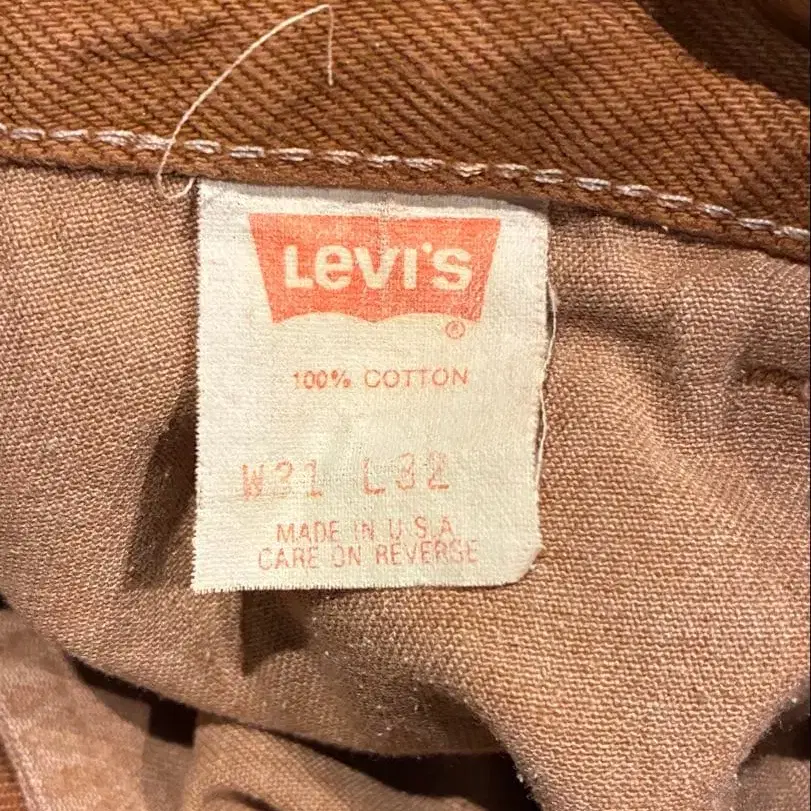 Levi's ®
100% COTTON
W31 L32
MADE IN U.S.A
CARE ON REVERSE